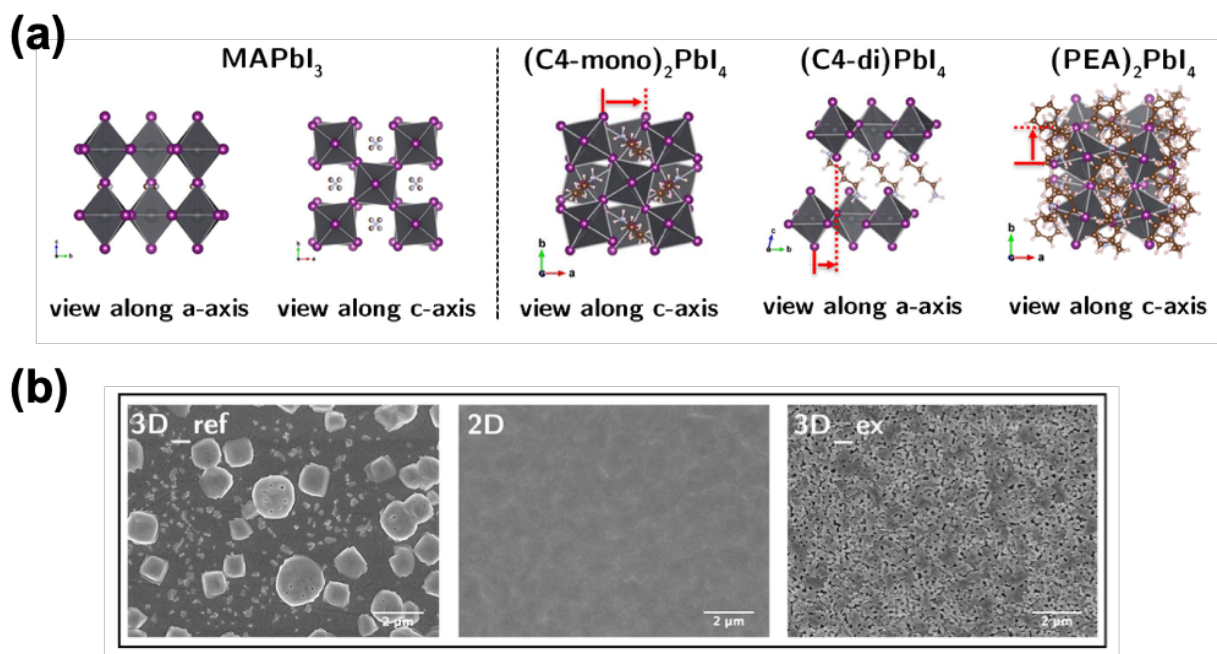 (a)
MAPbI₃
(C4-mono)₂PbI₄
(C4-di)PbI₄
(PEA)₂PbI₄
c
b
b
a
b
a
c
b
b
a
view along a-axis
view along c-axis
view along c-axis
view along a-axis
view along c-axis
(b)
3D_ref
2D
3D_ex
2 μm
2 μm
2 μm